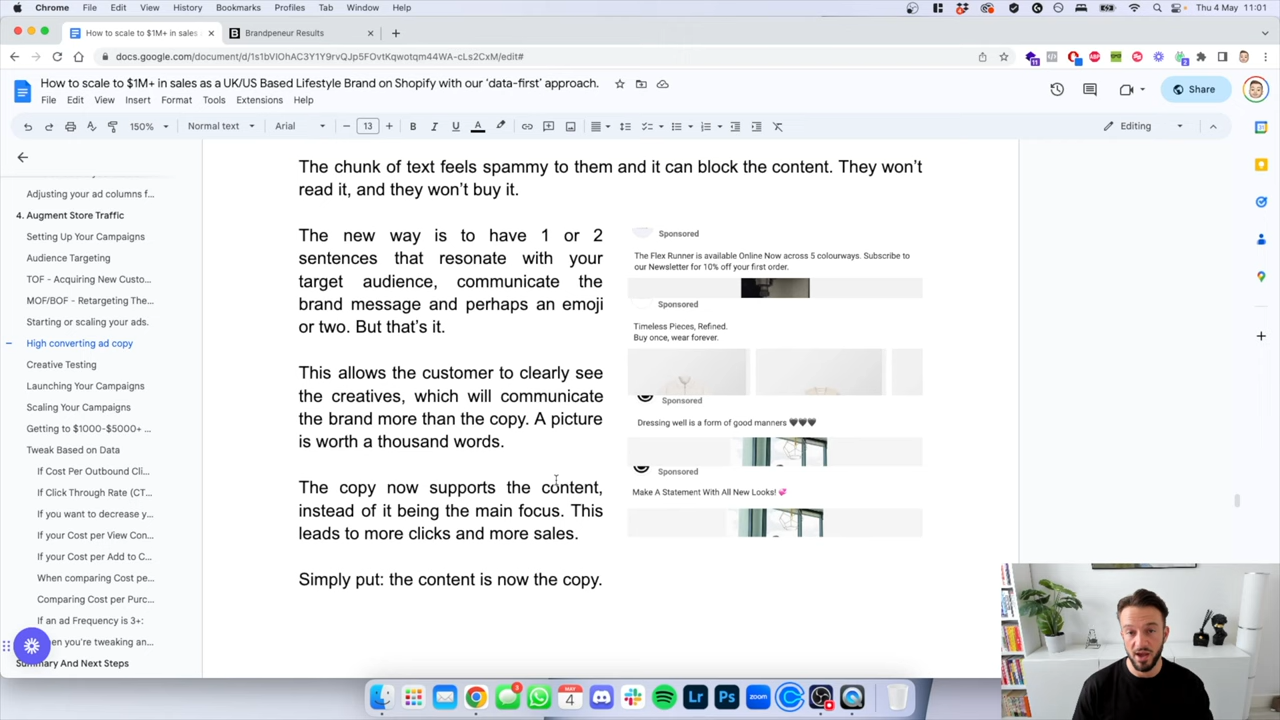 Chrome File Edit View History Bookmarks Profiles Tab Window Help Thu 4 May 11:01
How to scale to $1M+ in sales × Brandpeneur Results ×
docs.google.com/document/d/1s1bVIOhAC3Y1Y9rvQJp5FOvtKqwotqm44WA-cLs2CxM/edit#
How to scale to $1M+ in sales as a UK/US Based Lifestyle Brand on Shopify with our ‘data-first’ approach.
File Edit View Insert Format Tools Extensions Help
Share
150% Normal text Arial 13 Editing
Adjusting your ad columns f...
4. Augment Store Traffic
Setting Up Your Campaigns
Audience Targeting
TOF - Acquiring New Custo...
MOF/BOF - Retargeting The...
Starting or scaling your ads.
High converting ad copy
Creative Testing
Launching Your Campaigns
Scaling Your Campaigns
Getting to $1000-$5000+ ...
Tweak Based on Data
If Cost Per Outbound Cli...
If Click Through Rate (CT...
If you want to decrease y...
If your Cost per View Con...
If your Cost per Add to C...
When comparing Cost pe...
Comparing Cost per Purc...
If an ad Frequency is 3+:
en you're tweaking an...
Summary And Next Steps
The chunk of text feels spammy to them and it can block the content. They won’t
read it, and they won’t buy it.
The new way is to have 1 or 2
sentences that resonate with your
target audience, communicate the
brand message and perhaps an emoji
or two. But that’s it.
This allows the customer to clearly see
the creatives, which will communicate
the brand more than the copy. A picture
is worth a thousand words.
The copy now supports the content,
instead of it being the main focus. This
leads to more clicks and more sales.
Simply put: the content is now the copy.
Sponsored
The Flex Runner is available Online Now across 5 colourways. Subscribe to
our Newsletter for 10% off your first order.
Sponsored
Timeless Pieces, Refined.
Buy once, wear forever.
Sponsored
Dressing well is a form of good manners 🖤🖤🖤
Sponsored
Make A Statement With All New Looks! 💞
MAY
4
Lr Ps zoom